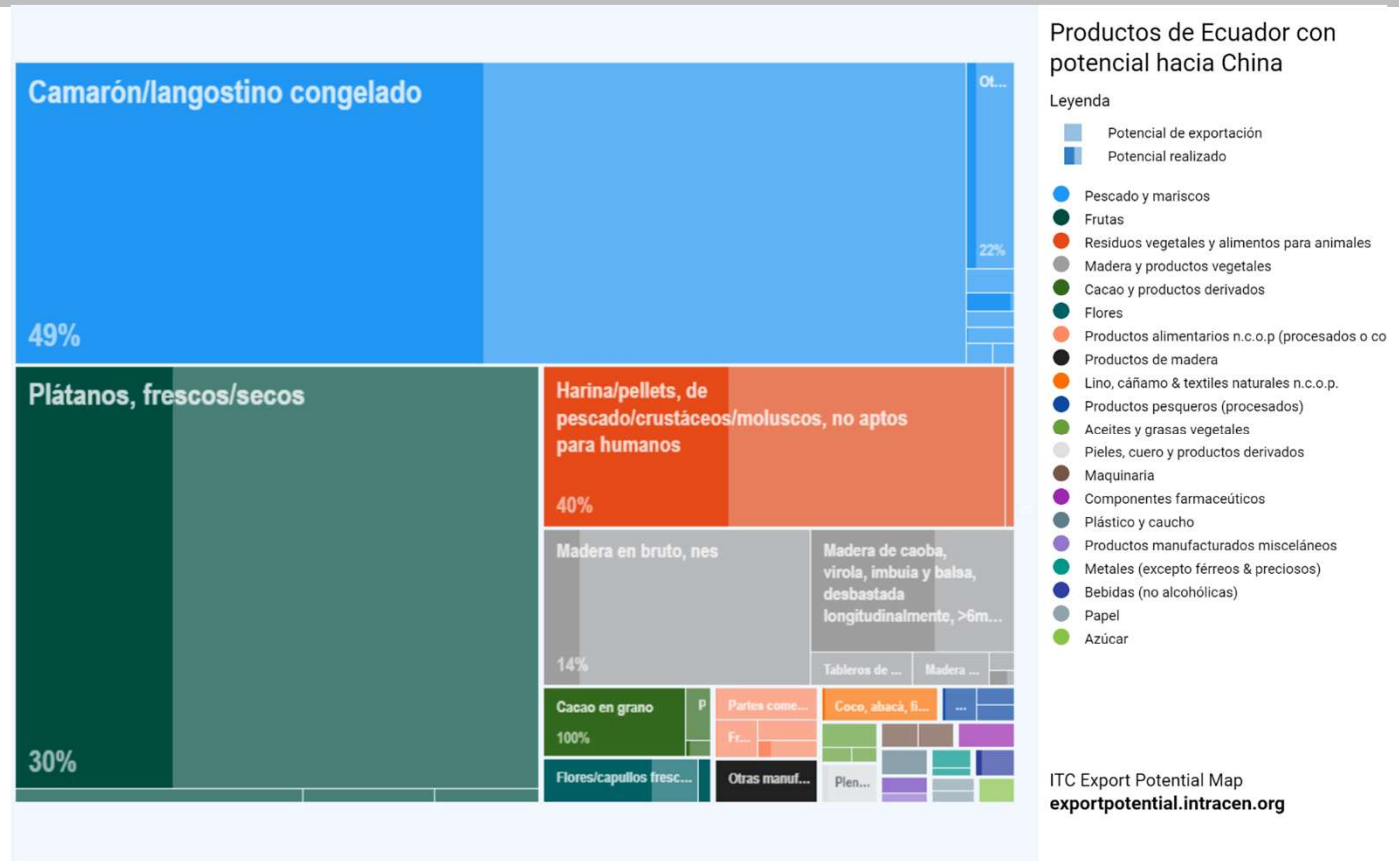 Productos de Ecuador con
potencial hacia China
Leyenda
Potencial de exportación
Potencial realizado
Pescado y mariscos
Frutas
Residuos vegetales y alimentos para animales
Madera y productos vegetales
Cacao y productos derivados
Flores
Productos alimentarios n.c.o.p (procesados o co
Productos de madera
Lino, cáñamo & textiles naturales n.c.o.p.
Productos pesqueros (procesados)
Aceites y grasas vegetales
Pieles, cuero y productos derivados
Maquinaria
Componentes farmaceúticos
Plástico y caucho
Productos manufacturados misceláneos
Metales (excepto férreos & preciosos)
Bebidas (no alcohólicas)
Papel
Azúcar
ITC Export Potential Map
exportpotential.intracen.org
Camarón/langostino congelado
49%
Ot...
22%
Plátanos, frescos/secos
30%
Harina/pellets, de
pescado/crustáceos/moluscos, no aptos
para humanos
40%
Madera en bruto, nes
14%
Madera de caoba,
virola, imbuia y balsa,
desbastada
longitudinalmente, >6m...
Tableros de ...
Madera ...
Cacao en grano
100%
P
Partes come...
Fr...
Coco, abacá, fi...
...
Flores/capullos fresc...
Otras manuf...
Plen...